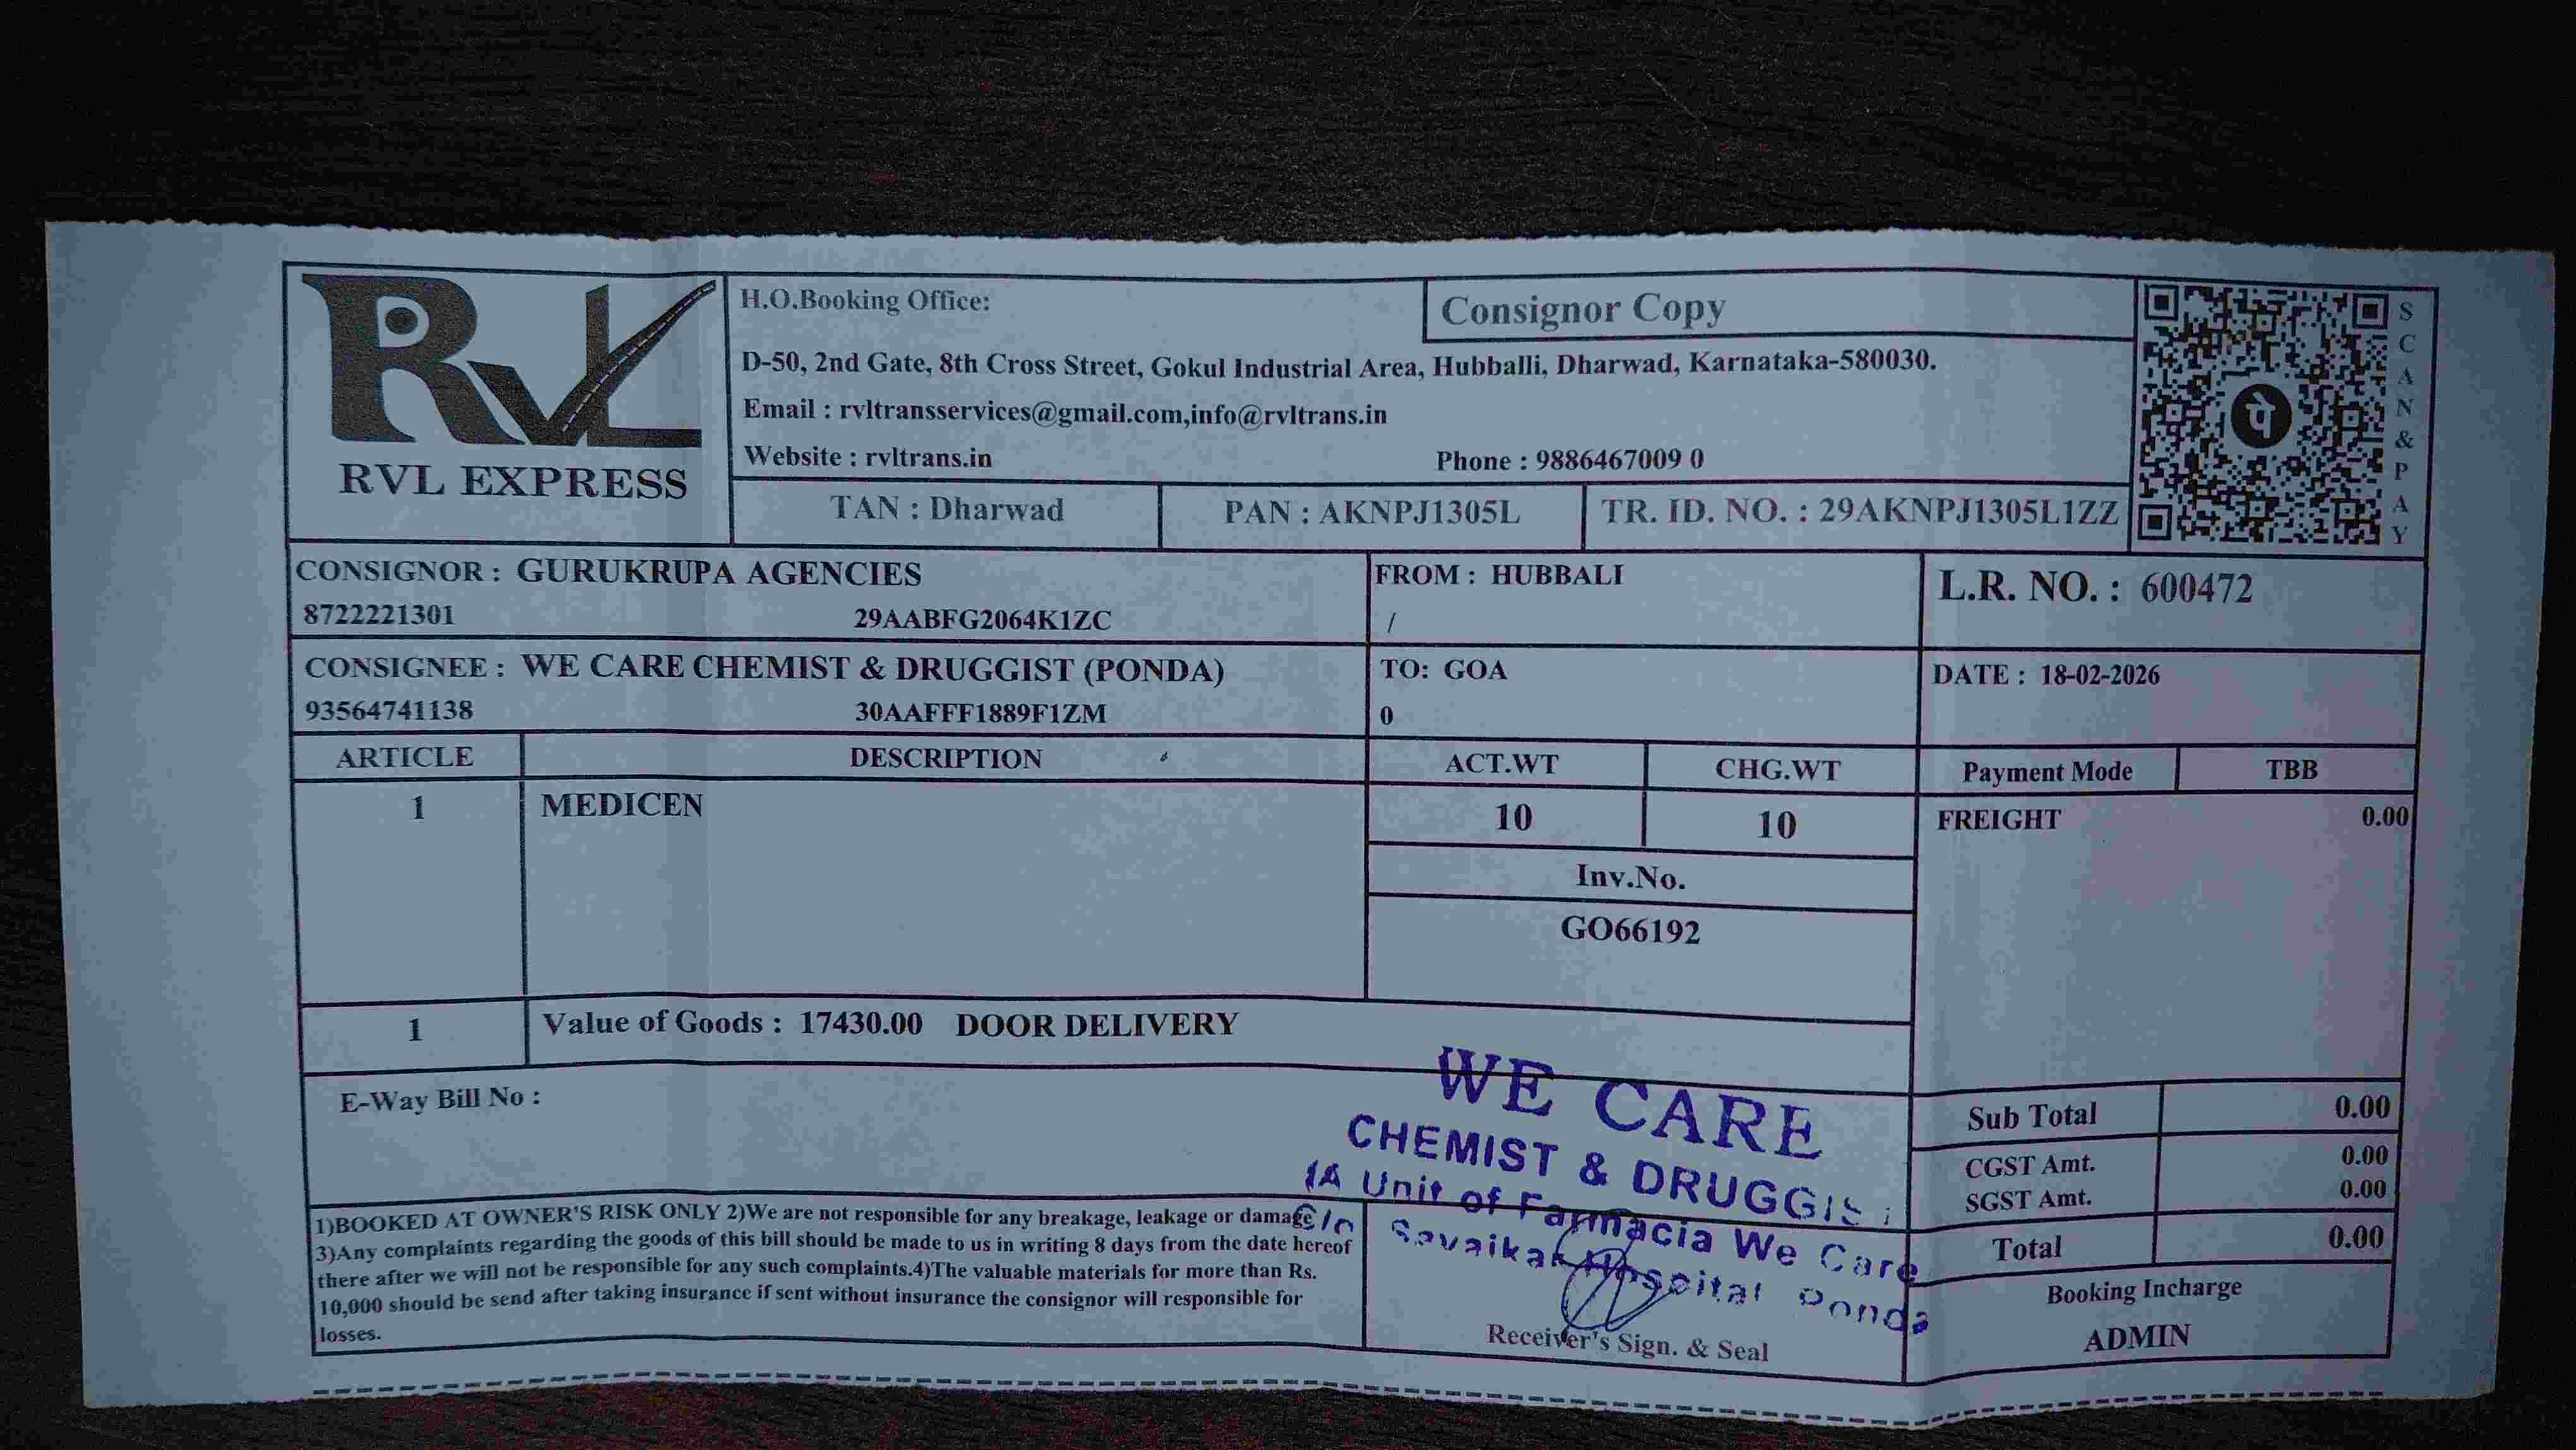 RVL
RVL EXPRESS
H.O.Booking Office:
Consignor Copy
D-50, 2nd Gate, 8th Cross Street, Gokul Industrial Area, Hubballi, Dharwad, Karnataka-580030.
Email : rvltransservices@gmail.com,info@rvltrans.in
Website : rvltrans.in Phone : 9886467009 0
TAN : Dharwad PAN : AKNPJ1305L TR. ID. NO. : 29AKNPJ1305L1ZZ
पे
SCAN&PAY
CONSIGNOR : GURUKRUPA AGENCIES
8722221301 29AABFG2064K1ZC
FROM : HUBBALI
/
L.R. NO. : 600472
CONSIGNEE : WE CARE CHEMIST & DRUGGIST (PONDA)
93564741138 30AAFFF1889F1ZM
TO: GOA
0
DATE : 18-02-2026
ARTICLE DESCRIPTION ACT.WT CHG.WT Payment Mode TBB
1 MEDICEN 10 10 FREIGHT 0.00
Inv.No.
GO66192
1 Value of Goods : 17430.00 DOOR DELIVERY
E-Way Bill No :
Sub Total 0.00
CGST Amt. 0.00
SGST Amt. 0.00
Total 0.00
Booking Incharge
ADMIN
WE CARE
CHEMIST & DRUGGIS
(A Unit of Farmacia We Care
C/o Savaikar Hospital Ponda
1)BOOKED AT OWNER'S RISK ONLY 2)We are not responsible for any breakage, leakage or damage
3)Any complaints regarding the goods of this bill should be made to us in writing 8 days from the date hereof
there after we will not be responsible for any such complaints.4)The valuable materials for more than Rs.
10,000 should be send after taking insurance if sent without insurance the consignor will responsible for
losses.
Receiver's Sign. & Seal